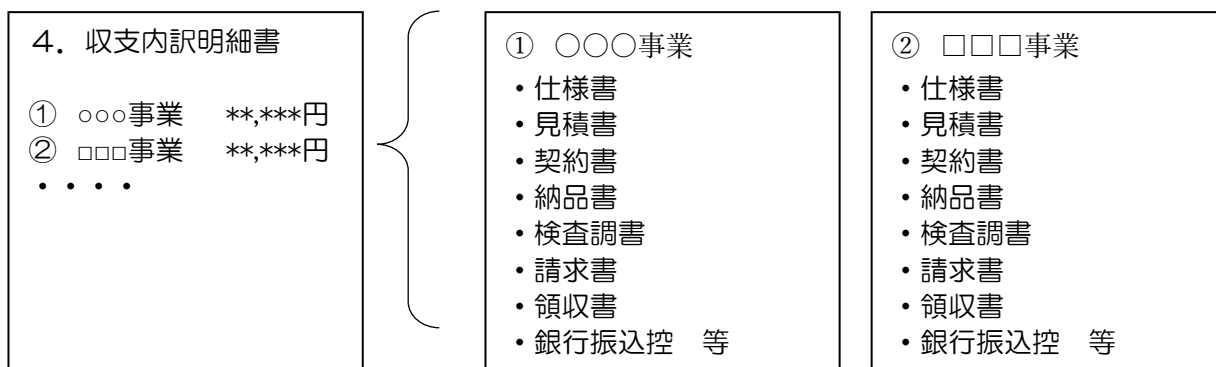 ４．収支内訳明細書
① ○○○事業　**,***円
② □□□事業　**,***円
・・・・
① ○○○事業
・仕様書
・見積書
・契約書
・納品書
・検査調書
・請求書
・領収書
・銀行振込控　等
② □□□事業
・仕様書
・見積書
・契約書
・納品書
・検査調書
・請求書
・領収書
・銀行振込控　等